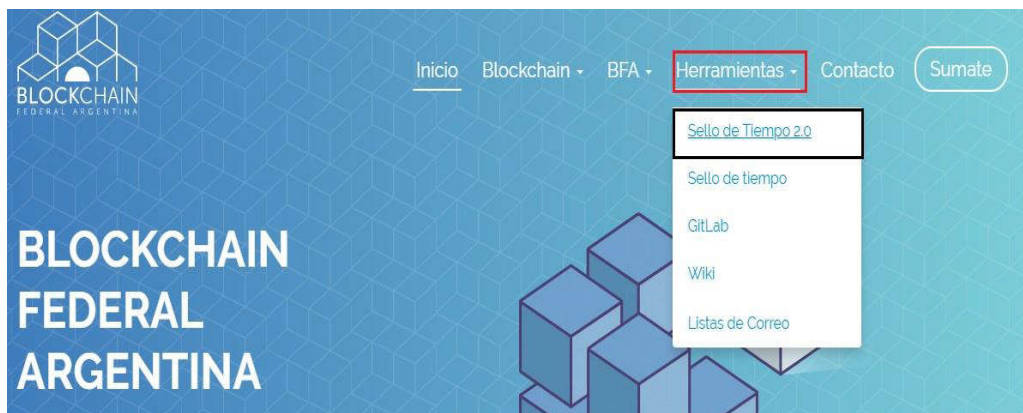 BLOCKCHAIN
FEDERAL ARGENTINA
Inicio Blockchain BFA Herramientas Contacto Sumate
Sello de Tiempo 2.0
Sello de tiempo
GitLab
Wiki
Listas de Correo
BLOCKCHAIN
FEDERAL
ARGENTINA